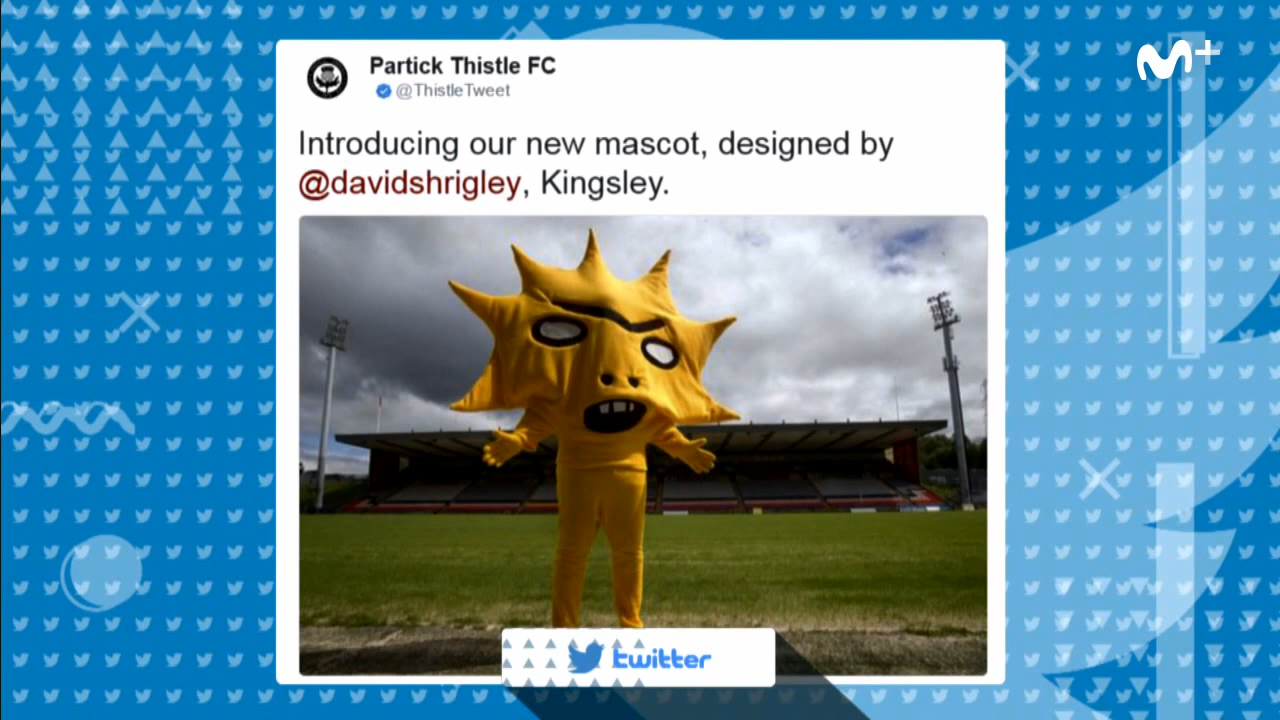 M+
Partick Thistle FC
@ThistleTweet
Introducing our new mascot, designed by
@davidshrigley, Kingsley.
twitter